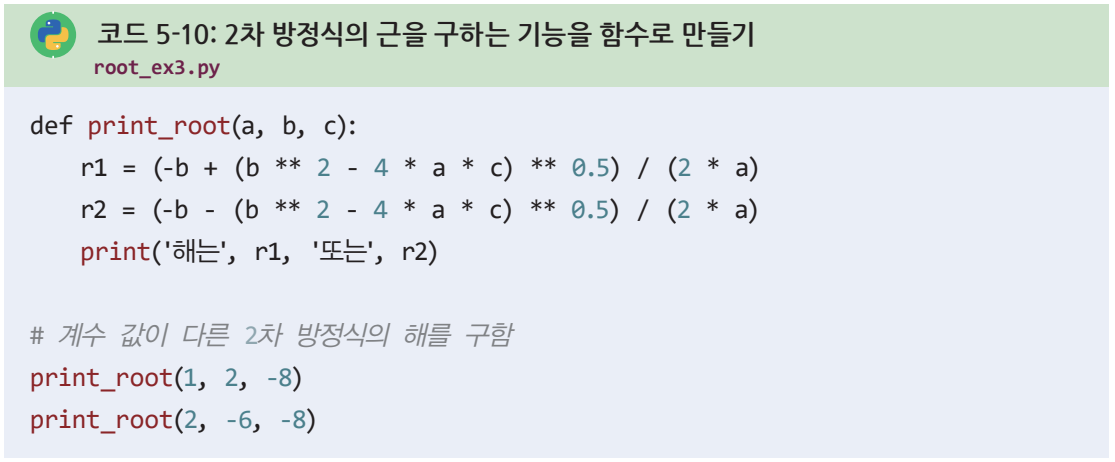 코드 5-10: 2차 방정식의 근을 구하는 기능을 함수로 만들기
root_ex3.py
def print_root(a, b, c):
    r1 = (-b + (b ** 2 - 4 * a * c) ** 0.5) / (2 * a)
    r2 = (-b - (b ** 2 - 4 * a * c) ** 0.5) / (2 * a)
    print('해는', r1, '또는', r2)
# 계수 값이 다른 2차 방정식의 해를 구함
print_root(1, 2, -8)
print_root(2, -6, -8)